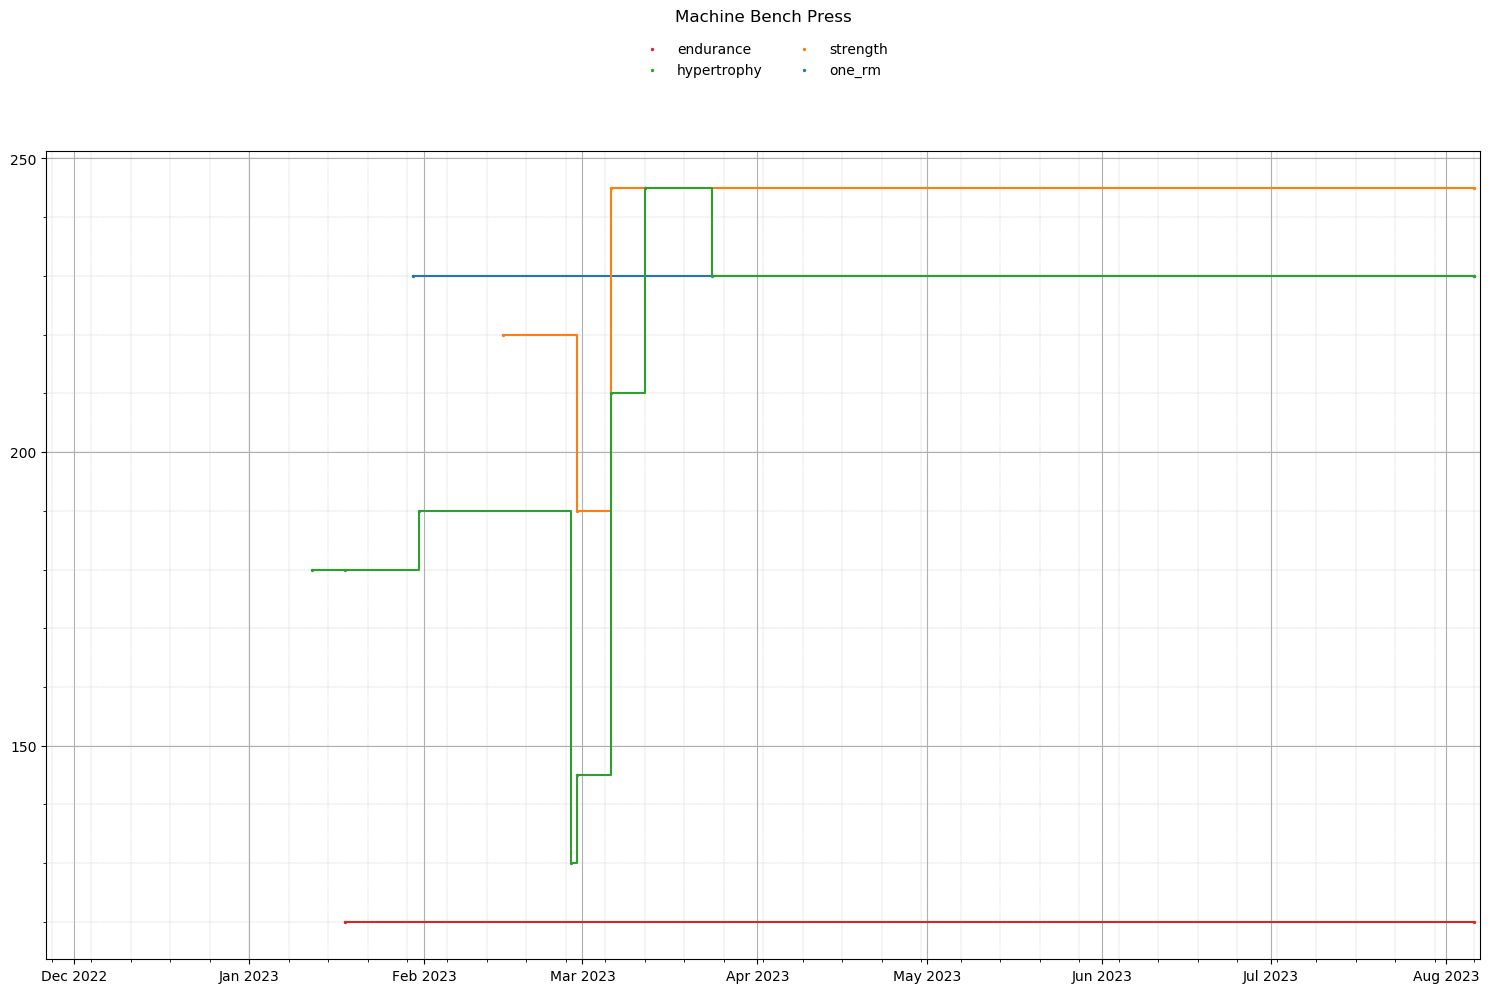 Machine Bench Press
endurance strength
hypertrophy one_rm
250
200
150
Dec 2022 Jan 2023 Feb 2023 Mar 2023 Apr 2023 May 2023 Jun 2023 Jul 2023 Aug 2023